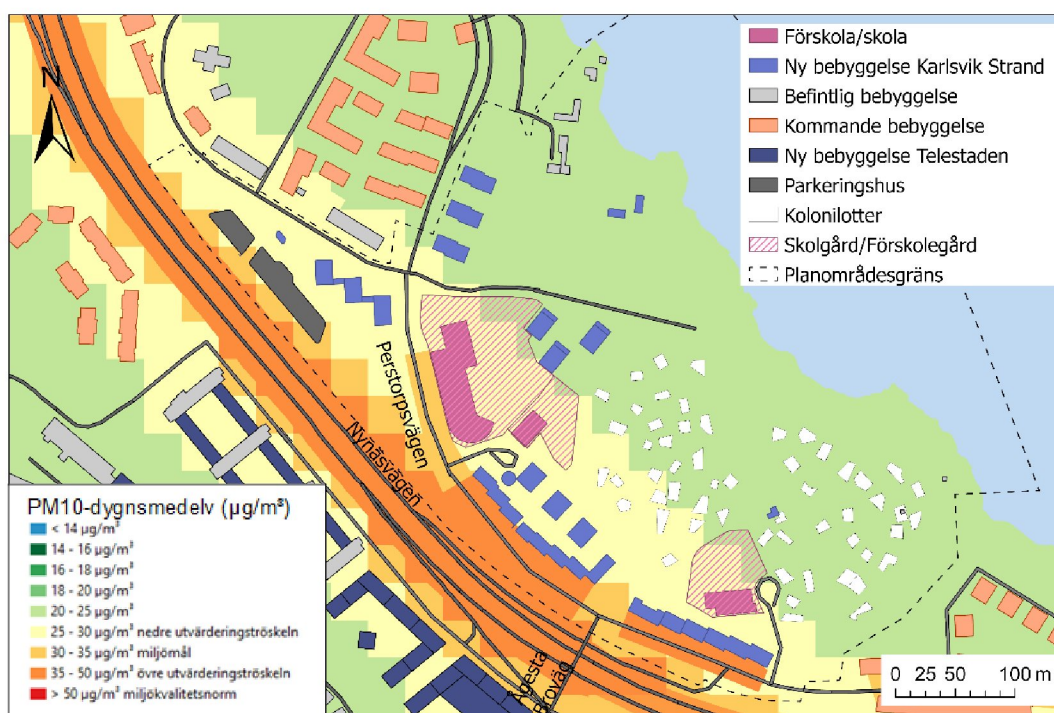 N
Förskola/skola
Ny bebyggelse Karlsvik Strand
Befintlig bebyggelse
Kommande bebyggelse
Ny bebyggelse Telestaden
Parkeringshus
Kolonilotter
Skolgård/Förskolegård
Planområdesgräns
Perstorpsvägen
Nynäsvägen
Ågesta
Broväg
PM10-dygnsmedelv (µg/m³)
< 14 µg/m³
14 - 16 µg/m³
16 - 18 µg/m³
18 - 20 µg/m³
20 - 25 µg/m³
25 - 30 µg/m³ nedre utvärderingströskeln
30 - 35 µg/m³ miljömål
35 - 50 µg/m³ övre utvärderingströskeln
> 50 µg/m³ miljökvalitetsnorm
0 25 50 100 m